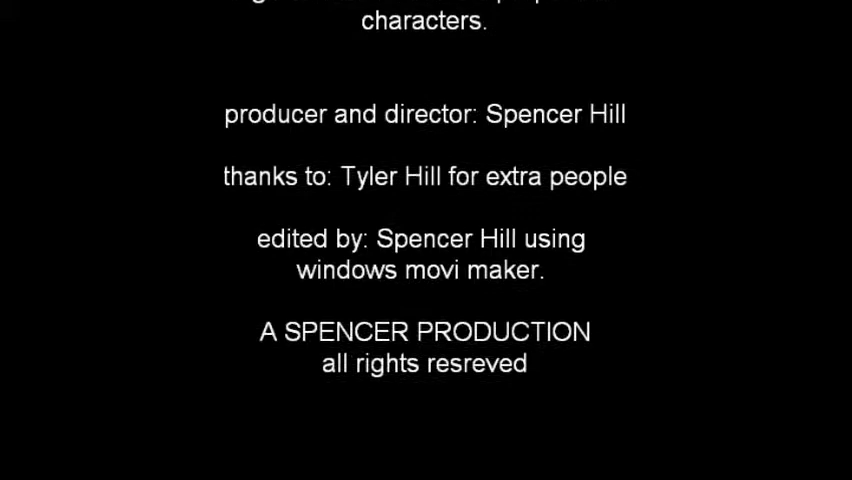 characters.
producer and director: Spencer Hill
thanks to: Tyler Hill for extra people
edited by: Spencer Hill using
windows movi maker.
A SPENCER PRODUCTION
all rights resreved